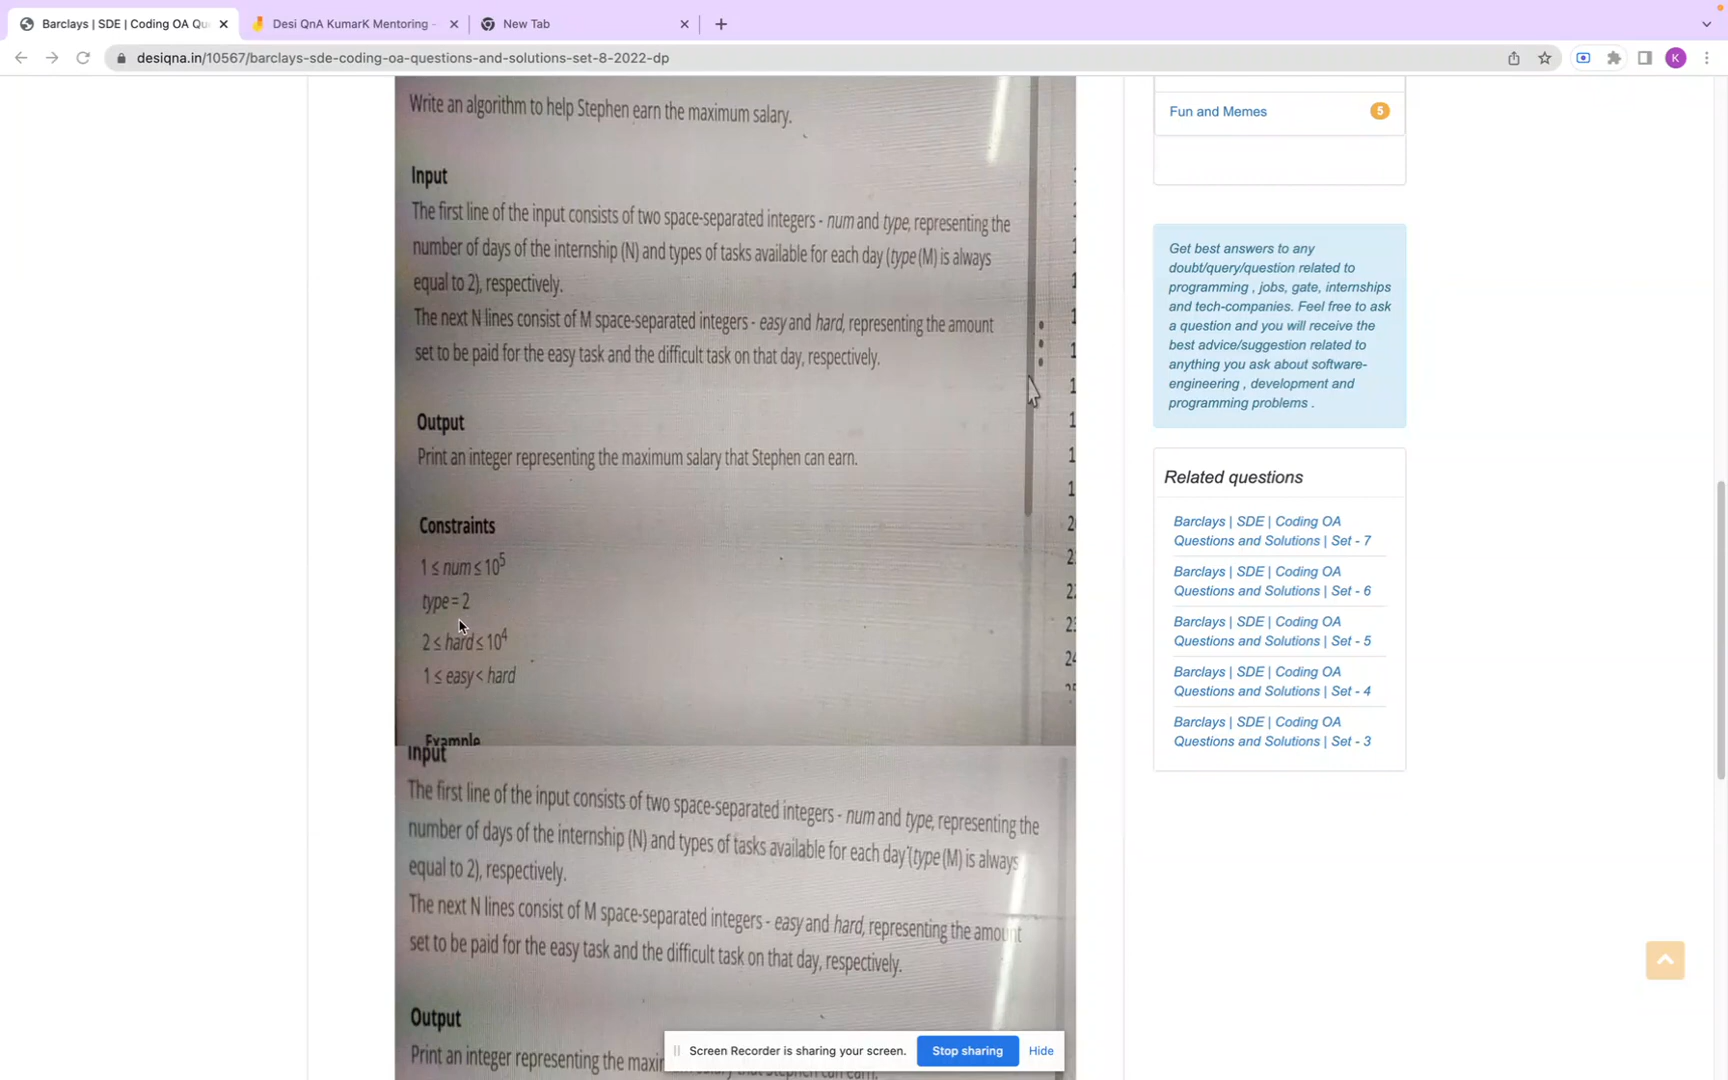 Barclays | SDE | Coding OA Qu
Desi QnA KumarK Mentoring -
New Tab
desiqna.in/10567/barclays-sde-coding-oa-questions-and-solutions-set-8-2022-dp
K
Write an algorithm to help Stephen earn the maximum salary.
Input
The first line of the input consists of two space-separated integers - num and type, representing the
number of days of the internship (N) and types of tasks available for each day (type (M) is always
equal to 2), respectively.
The next N lines consist of M space-separated integers - easy and hard, representing the amount
set to be paid for the easy task and the difficult task on that day, respectively.
Output
Print an integer representing the maximum salary that Stephen can earn.
Constraints
1 ≤ num ≤ 10⁵
type = 2
2 ≤ hard ≤ 10⁴
1 ≤ easy < hard
Example
Input
The first line of the input consists of two space-separated integers - num and type, representing the
number of days of the internship (N) and types of tasks available for each day (type (M) is always
equal to 2), respectively.
The next N lines consist of M space-separated integers - easy and hard, representing the amount
set to be paid for the easy task and the difficult task on that day, respectively.
Output
Print an integer representing the maxi salary that Stephen can earn.
Fun and Memes 5
Get best answers to any
doubt/query/question related to
programming , jobs, gate, internships
and tech-companies. Feel free to ask
a question and you will receive the
best advice/suggestion related to
anything you ask about software-
engineering , development and
programming problems .
Related questions
Barclays | SDE | Coding OA
Questions and Solutions | Set - 7
Barclays | SDE | Coding OA
Questions and Solutions | Set - 6
Barclays | SDE | Coding OA
Questions and Solutions | Set - 5
Barclays | SDE | Coding OA
Questions and Solutions | Set - 4
Barclays | SDE | Coding OA
Questions and Solutions | Set - 3
Screen Recorder is sharing your screen.
Stop sharing
Hide